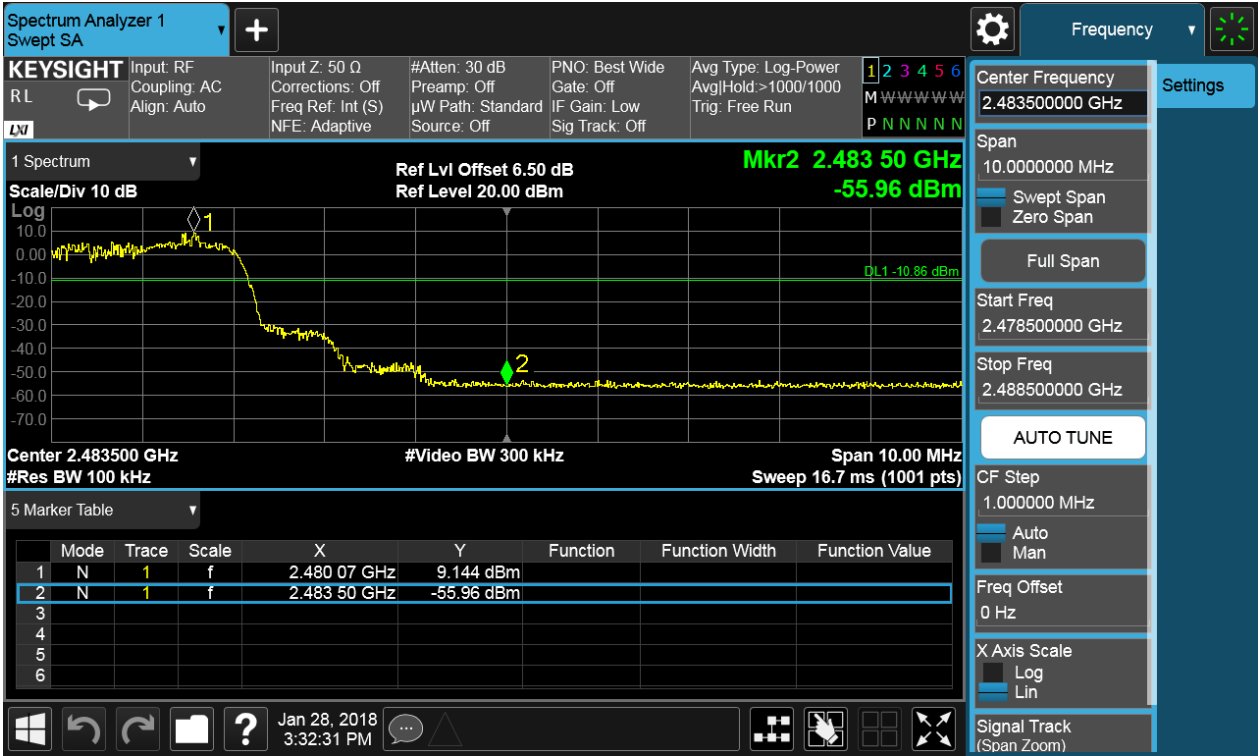 Spectrum Analyzer 1
Swept SA
Frequency
KEYSIGHT
R L
LXI
Input: RF
Coupling: AC
Align: Auto
Input Z: 50 Ω
Corrections: Off
Freq Ref: Int (S)
NFE: Adaptive
#Atten: 30 dB
Preamp: Off
µW Path: Standard
Source: Off
PNO: Best Wide
Gate: Off
IF Gain: Low
Sig Track: Off
Avg Type: Log-Power
Avg|Hold:>1000/1000
Trig: Free Run
1 2 3 4 5 6
M W W W W W
P N N N N N
1 Spectrum
Scale/Div 10 dB
Ref Lvl Offset 6.50 dB
Ref Level 20.00 dBm
Mkr2 2.483 50 GHz
-55.96 dBm
Log
10.0
0.00
-10.0
-20.0
-30.0
-40.0
-50.0
-60.0
-70.0
1
2
DL1 -10.86 dBm
Center 2.483500 GHz
#Video BW 300 kHz
Span 10.00 MHz
#Res BW 100 kHz
Sweep 16.7 ms (1001 pts)
5 Marker Table
Mode Trace Scale X Y Function Function Width Function Value
1 N 1 f 2.480 07 GHz 9.144 dBm
2 N 1 f 2.483 50 GHz -55.96 dBm
3
4
5
6
Jan 28, 2018
3:32:31 PM
?
Center Frequency
2.483500000 GHz
Settings
Span
10.0000000 MHz
Swept Span
Zero Span
Full Span
Start Freq
2.478500000 GHz
Stop Freq
2.488500000 GHz
AUTO TUNE
CF Step
1.000000 MHz
Auto
Man
Freq Offset
0 Hz
X Axis Scale
Log
Lin
Signal Track
(Span Zoom)